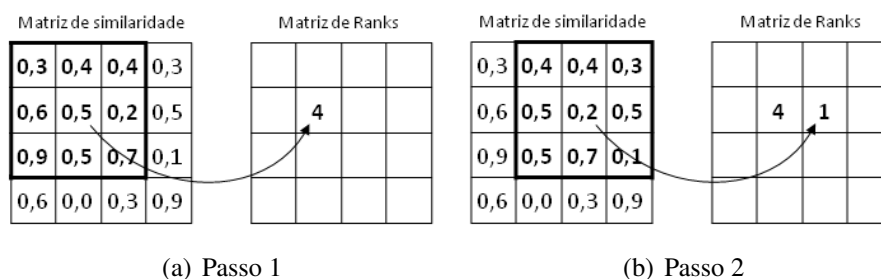 Matriz de similaridade Matriz de Ranks Matriz de similaridade Matriz de Ranks
0,3 0,4 0,4 0,3 0,3 0,4 0,4 0,3
0,6 0,5 0,2 0,5 4 0,6 0,5 0,2 0,5 4 1
0,9 0,5 0,7 0,1 0,9 0,5 0,7 0,1
0,6 0,0 0,3 0,9 0,6 0,0 0,3 0,9
(a) Passo 1 (b) Passo 2